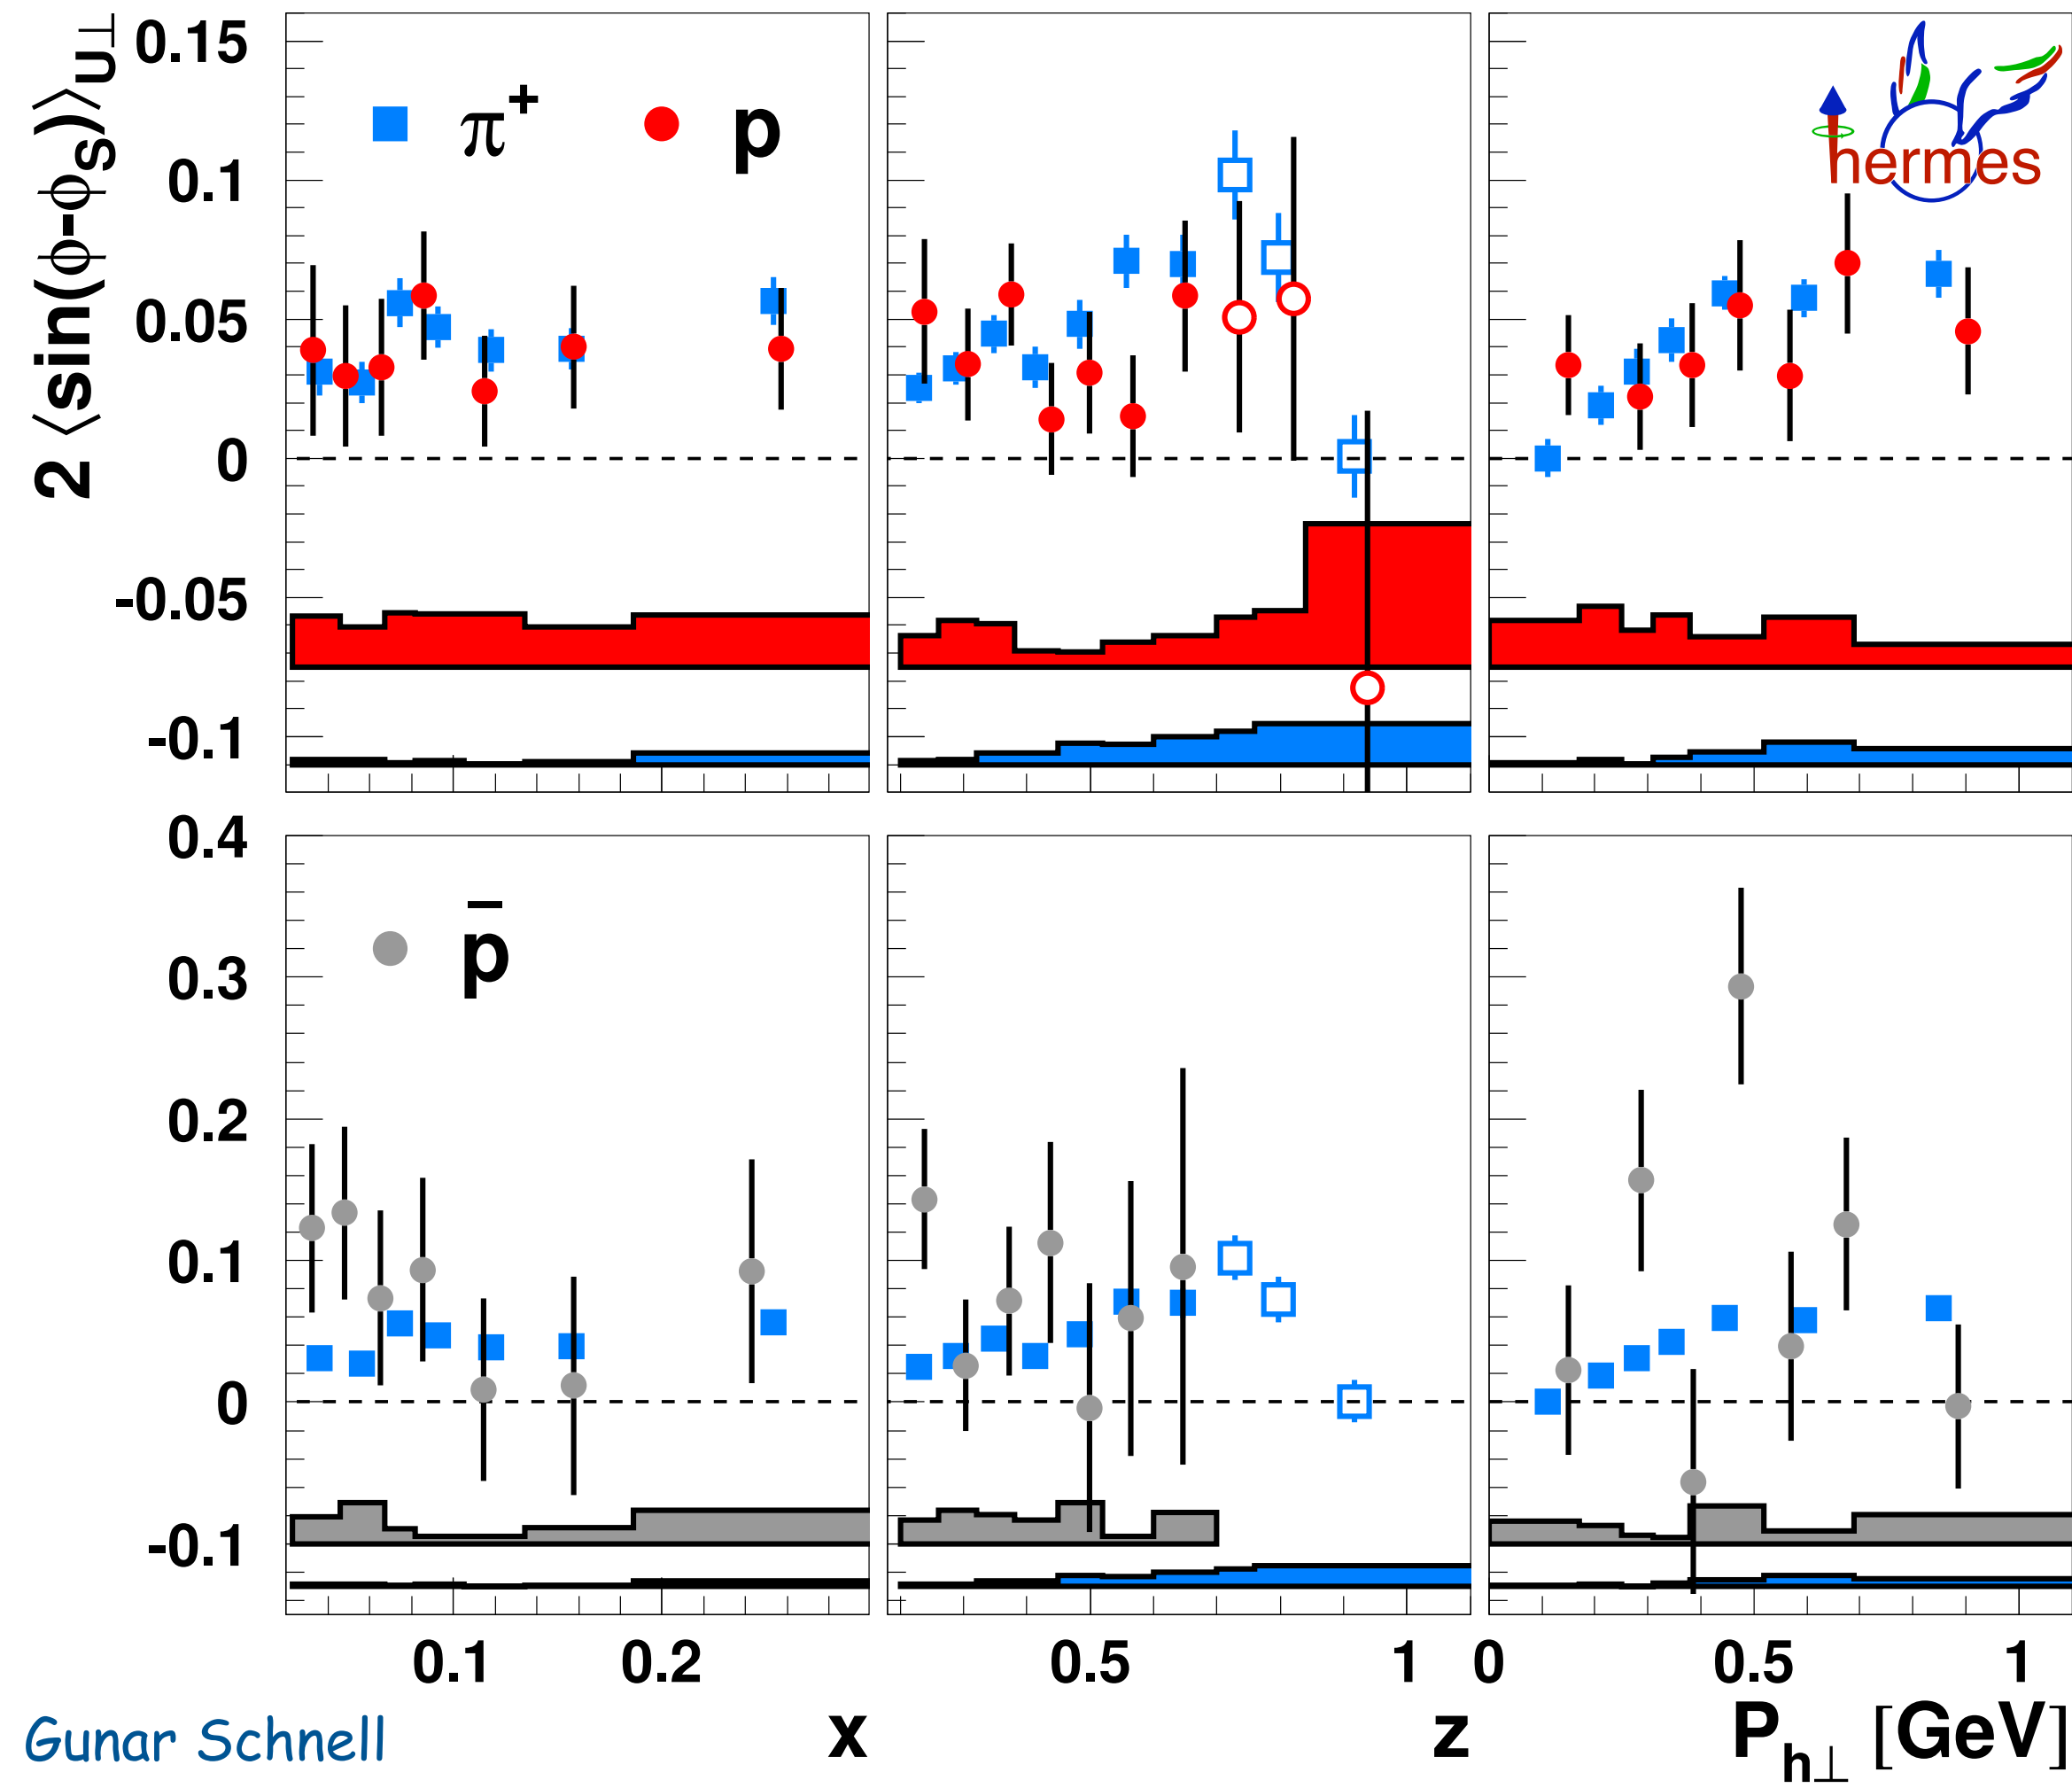 2 ⟨sin(ϕ-ϕS)⟩U⊥
0.15
0.1
0.05
0
-0.05
-0.1
π+
p
hermes
0.4
0.3
0.2
0.1
0
-0.1
p̄
0.1 0.2
0.5 1
0 0.5 1
x
z
Ph⊥ [GeV]
Gunar Schnell